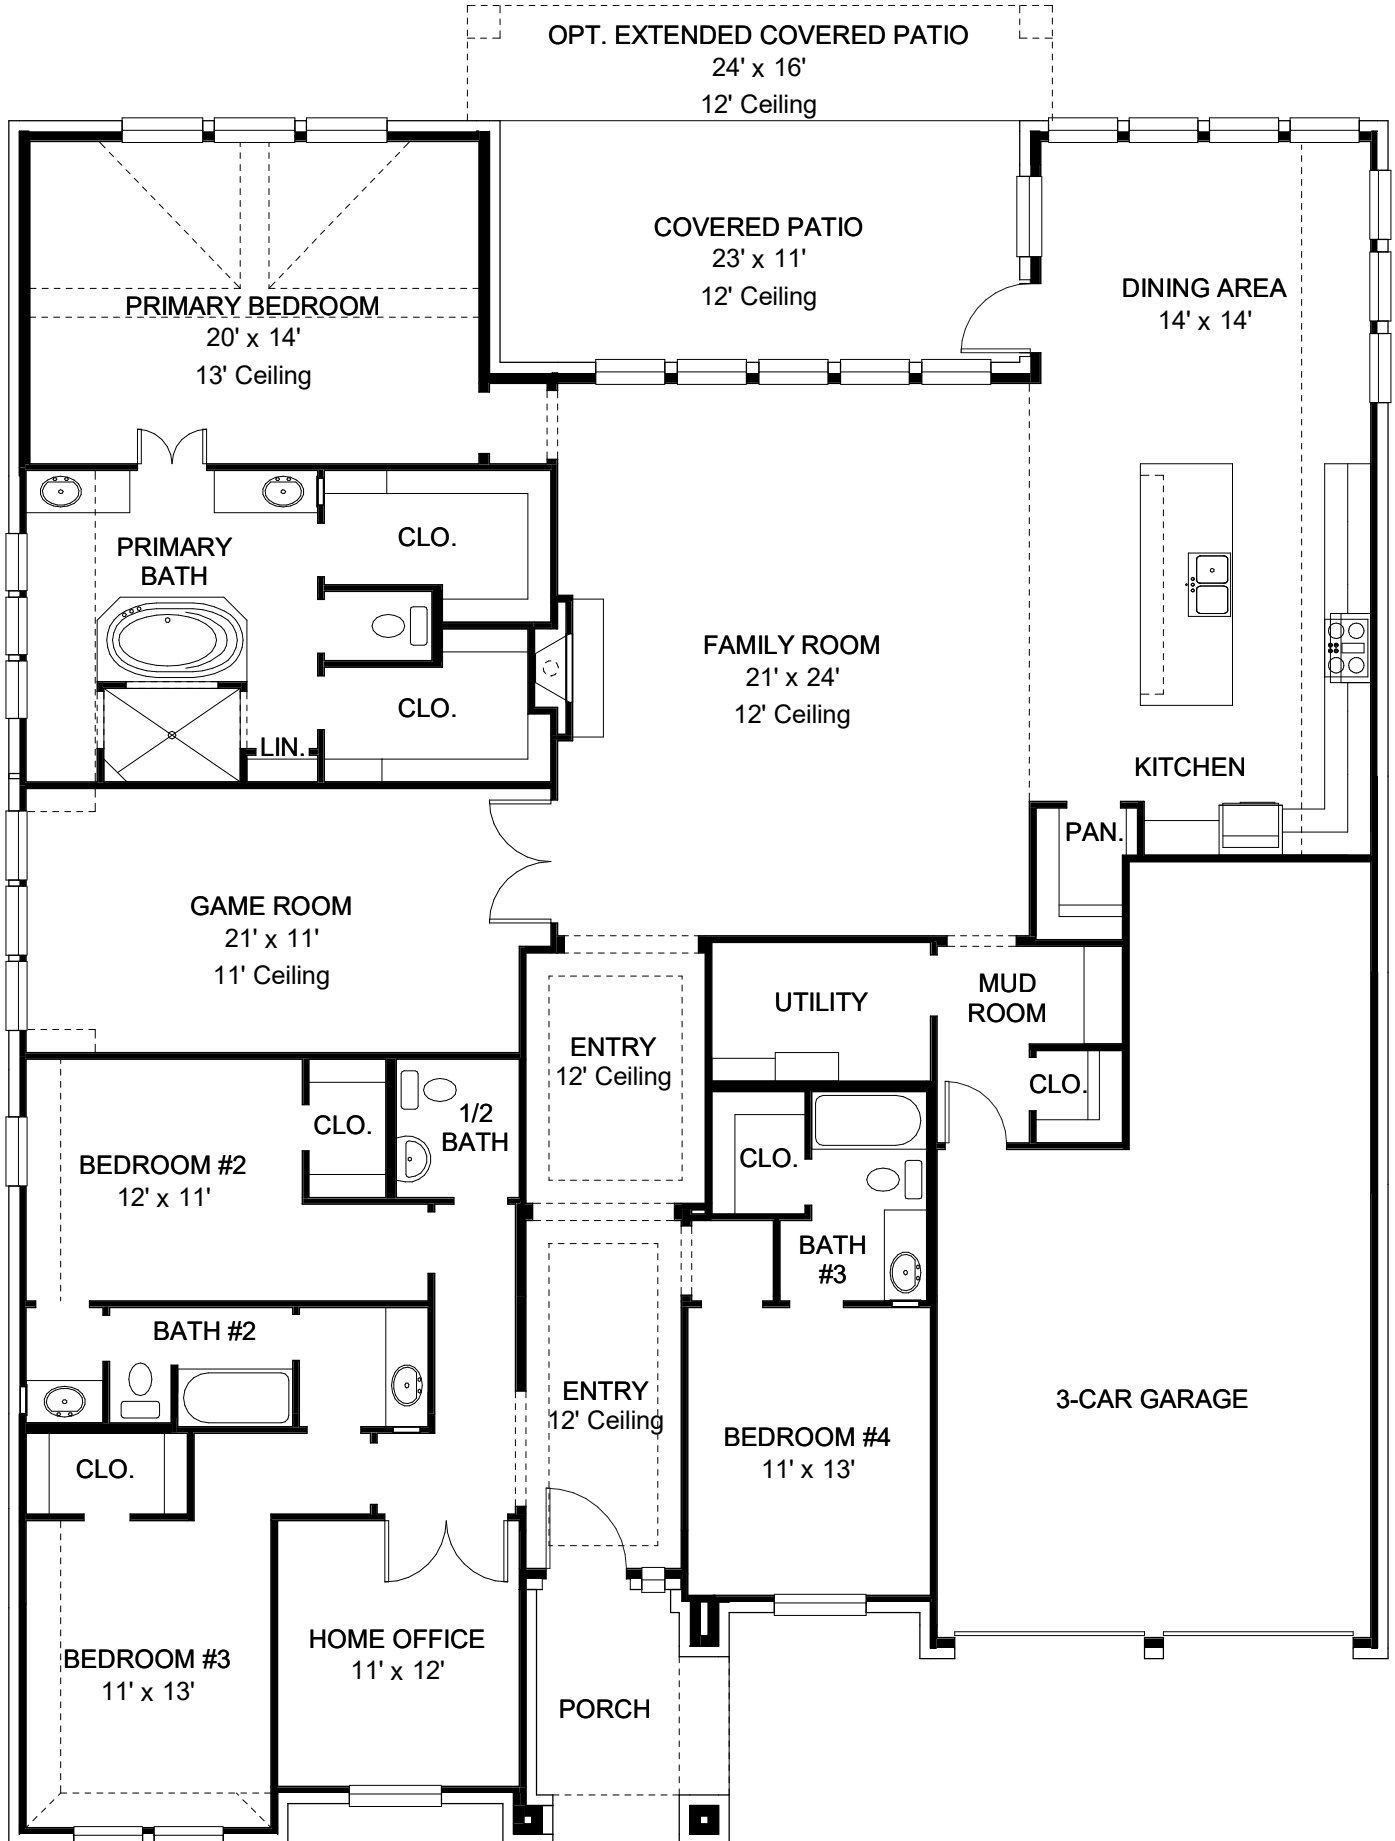 OPT. EXTENDED COVERED PATIO
24' x 16'
12' Ceiling
COVERED PATIO
23' x 11'
12' Ceiling
DINING AREA
14' x 14'
PRIMARY BEDROOM
20' x 14'
13' Ceiling
CLO.
PRIMARY
BATH
FAMILY ROOM
21' x 24'
12' Ceiling
CLO.
LIN.
KITCHEN
PAN.
GAME ROOM
21' x 11'
11' Ceiling
UTILITY
MUD
ROOM
ENTRY
12' Ceiling
CLO.
CLO.
1/2
BATH
BEDROOM #2
12' x 11'
CLO.
BATH
#3
BATH #2
ENTRY
12' Ceiling
3-CAR GARAGE
BEDROOM #4
11' x 13'
CLO.
HOME OFFICE
11' x 12'
BEDROOM #3
11' x 13'
PORCH